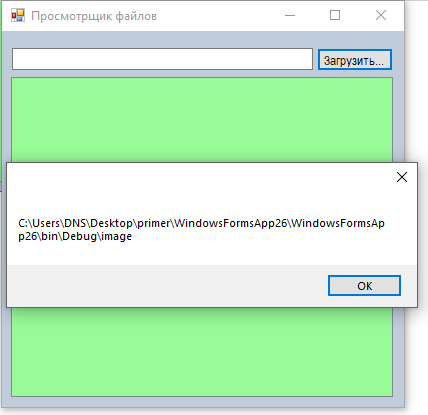 Просмотрщик файлов
Загрузить...
C:\Users\DNS\Desktop\primer\WindowsFormsApp26\WindowsFormsAp
p26\bin\Debug\image
OK